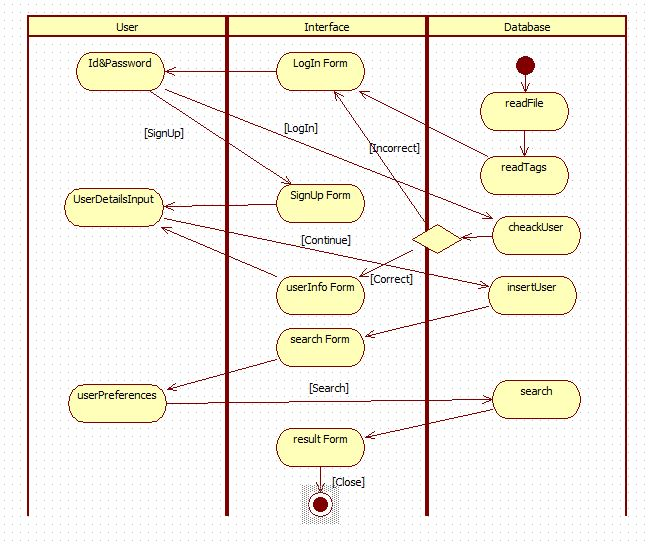 User
Interface
Database
Id&Password
LogIn Form
readFile
[SignUp]
[LogIn]
[Incorrect]
readTags
UserDetailsInput
SignUp Form
cheackUser
[Continue]
[Correct]
userInfo Form
insertUser
search Form
userPreferences
[Search]
search
result Form
[Close]